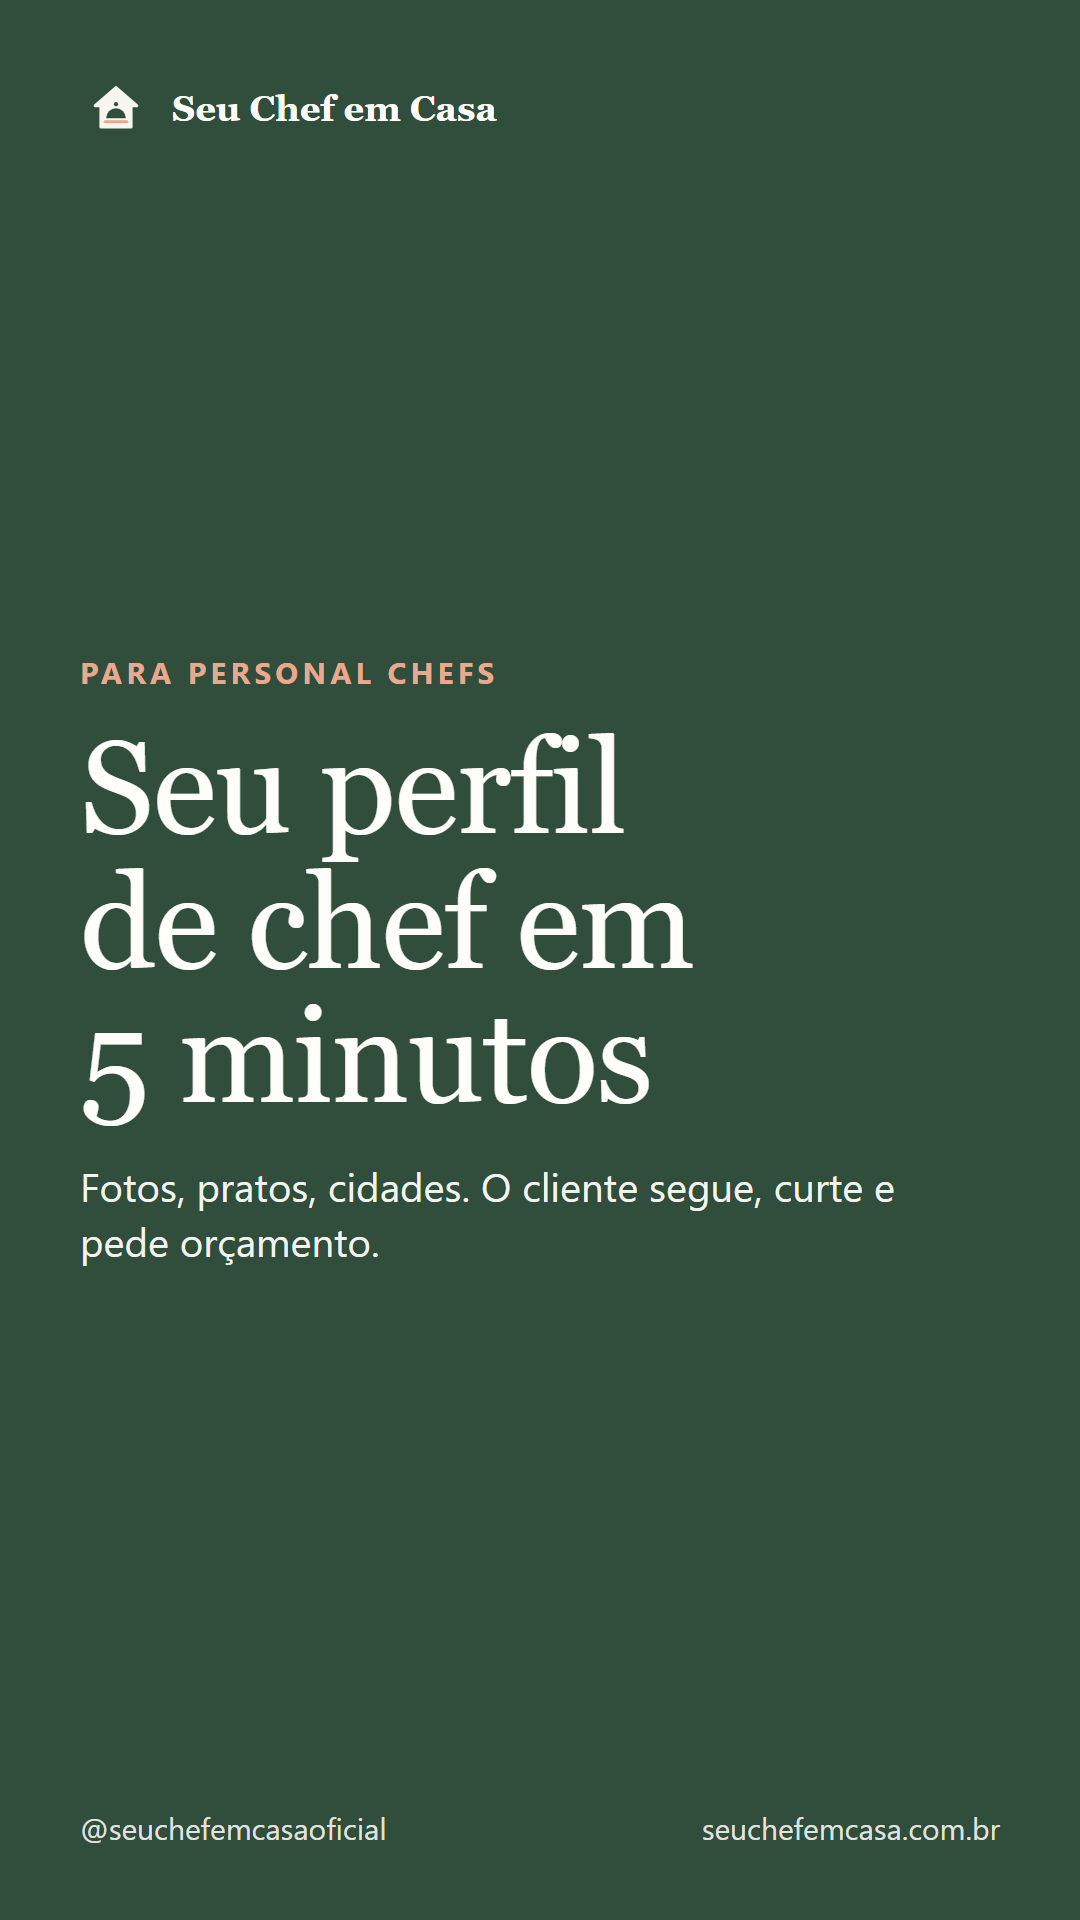 Seu Chef em Casa
PARA PERSONAL CHEFS
Seu perfil
de chef em
5 minutos
Fotos, pratos, cidades. O cliente segue, curte e
pede orçamento.
@seuchefemcasaoficial
seuchefemcasa.com.br